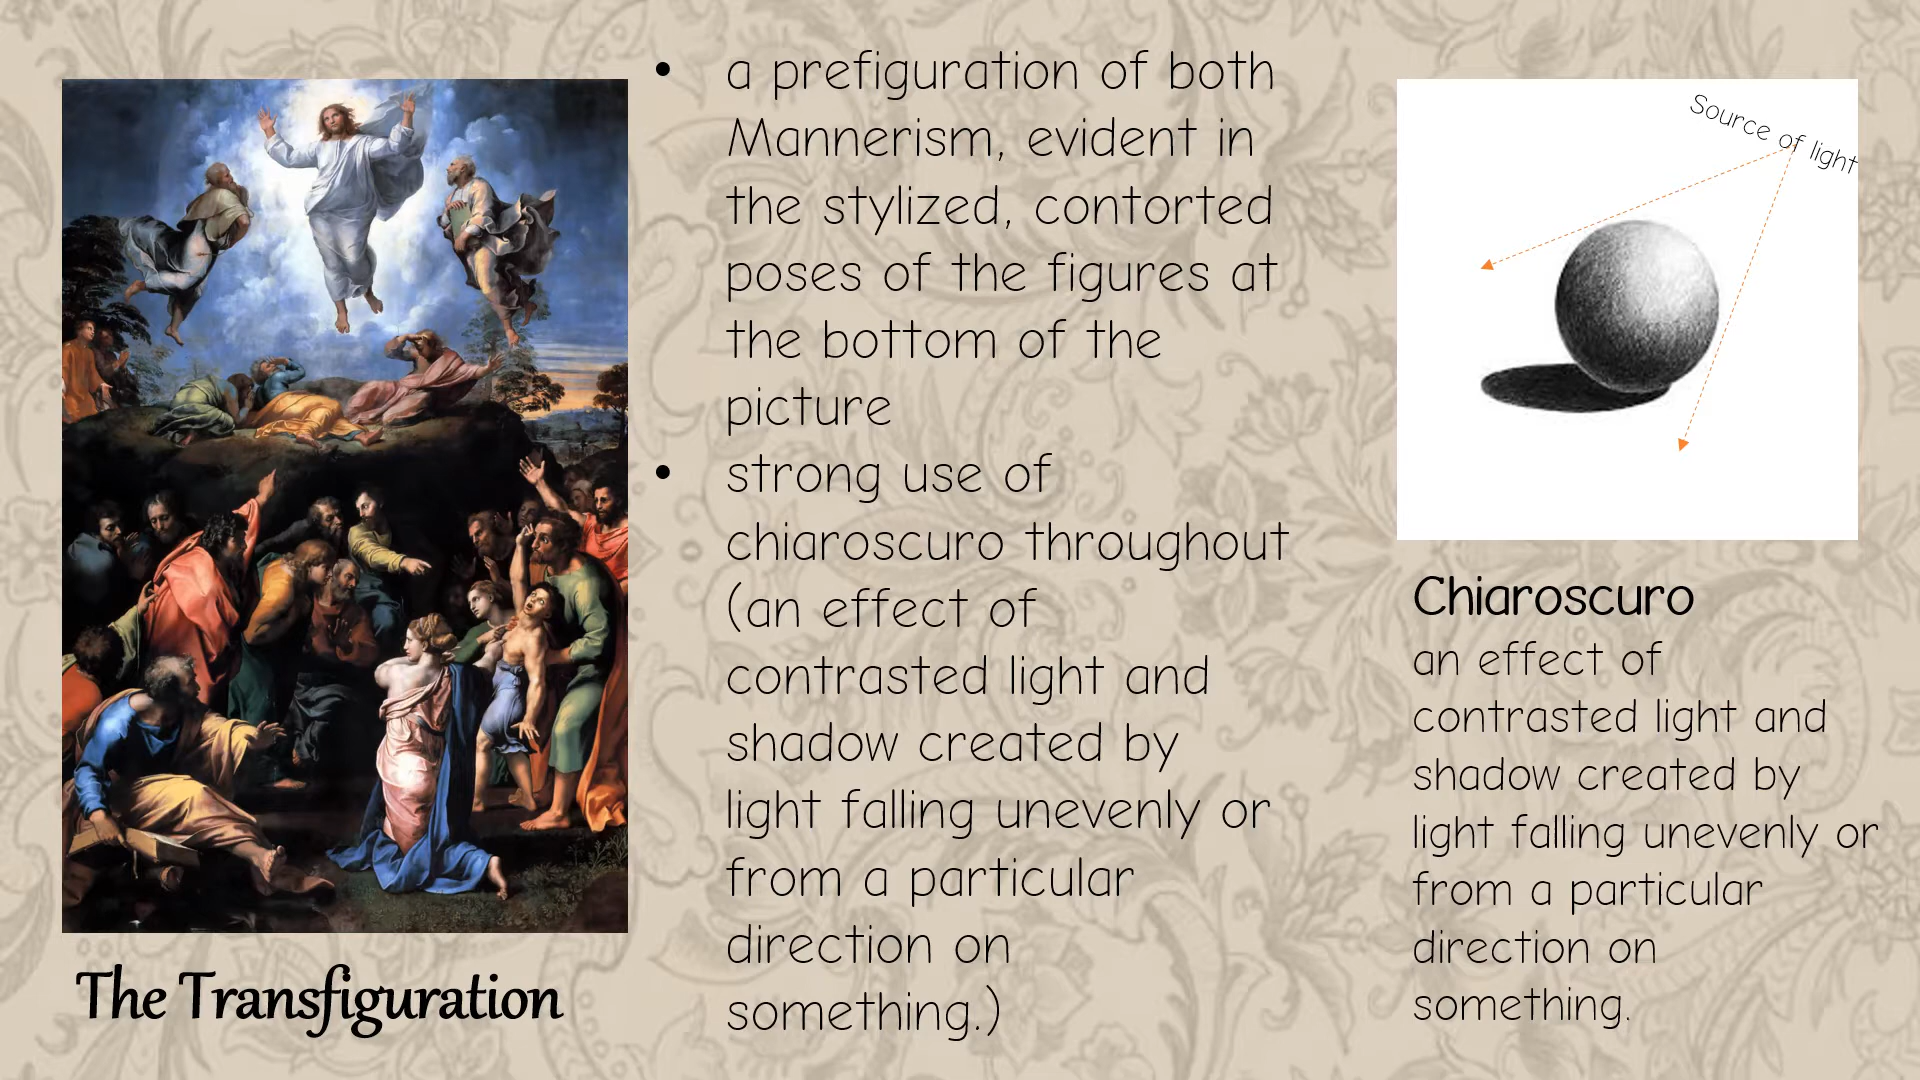 • a prefiguration of both
Mannerism, evident in
the stylized, contorted
poses of the figures at
the bottom of the
picture
• strong use of
chiaroscuro throughout
(an effect of
contrasted light and
shadow created by
light falling unevenly or
from a particular
direction on
something.)
The Transfiguration
Source of light
Chiaroscuro
an effect of
contrasted light and
shadow created by
light falling unevenly or
from a particular
direction on
something.